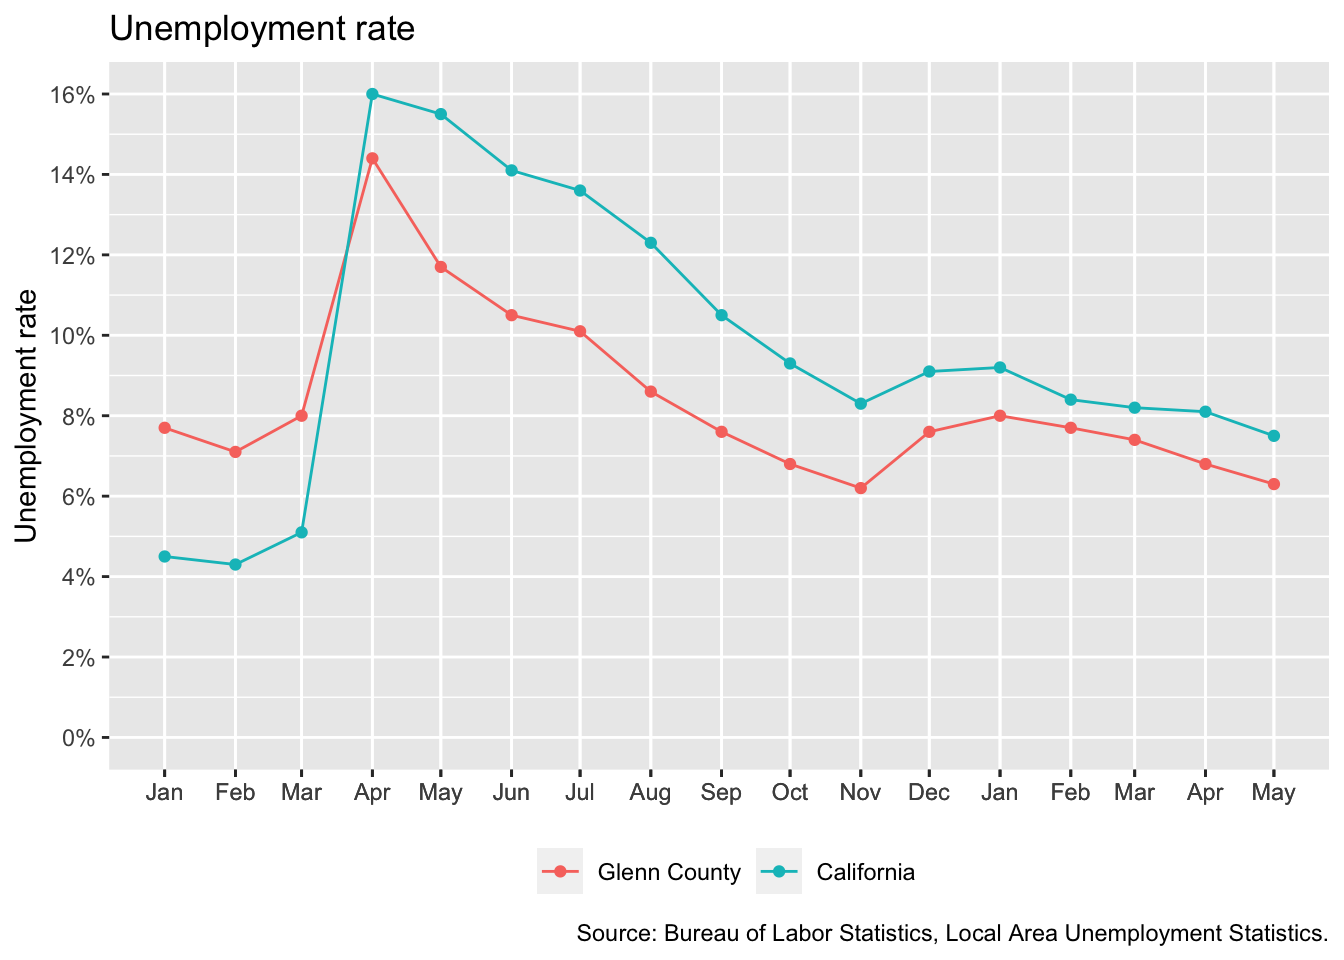 Unemployment rate
Unemployment rate
16%
14%
12%
10%
8%
6%
4%
2%
0%
Jan Feb Mar Apr May Jun Jul Aug Sep Oct Nov Dec Jan Feb Mar Apr May
Glenn County California
Source: Bureau of Labor Statistics, Local Area Unemployment Statistics.